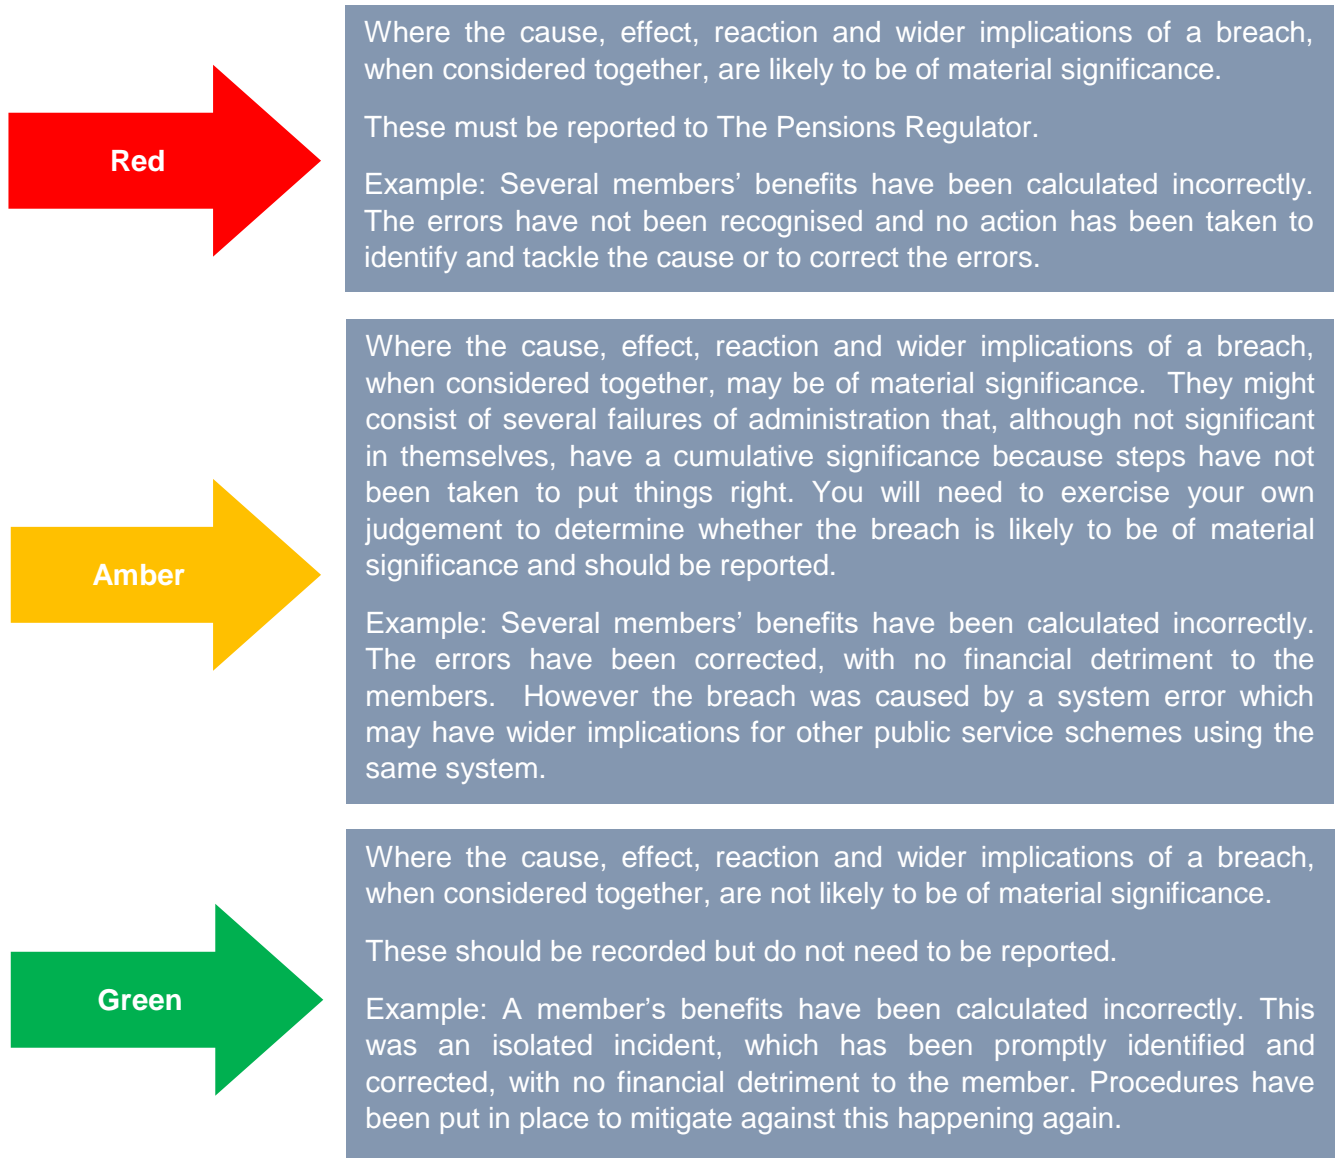 Where the cause, effect, reaction and wider implications of a breach,
when considered together, are likely to be of material significance.
These must be reported to The Pensions Regulator.
Red
Example: Several members’ benefits have been calculated incorrectly.
The errors have not been recognised and no action has been taken to
identify and tackle the cause or to correct the errors.
Where the cause, effect, reaction and wider implications of a breach,
when considered together, may be of material significance. They might
consist of several failures of administration that, although not significant
in themselves, have a cumulative significance because steps have not
been taken to put things right. You will need to exercise your own
judgement to determine whether the breach is likely to be of material
significance and should be reported.
Amber
Example: Several members’ benefits have been calculated incorrectly.
The errors have been corrected, with no financial detriment to the
members. However the breach was caused by a system error which
may have wider implications for other public service schemes using the
same system.
Where the cause, effect, reaction and wider implications of a breach,
when considered together, are not likely to be of material significance.
These should be recorded but do not need to be reported.
Green
Example: A member’s benefits have been calculated incorrectly. This
was an isolated incident, which has been promptly identified and
corrected, with no financial detriment to the member. Procedures have
been put in place to mitigate against this happening again.